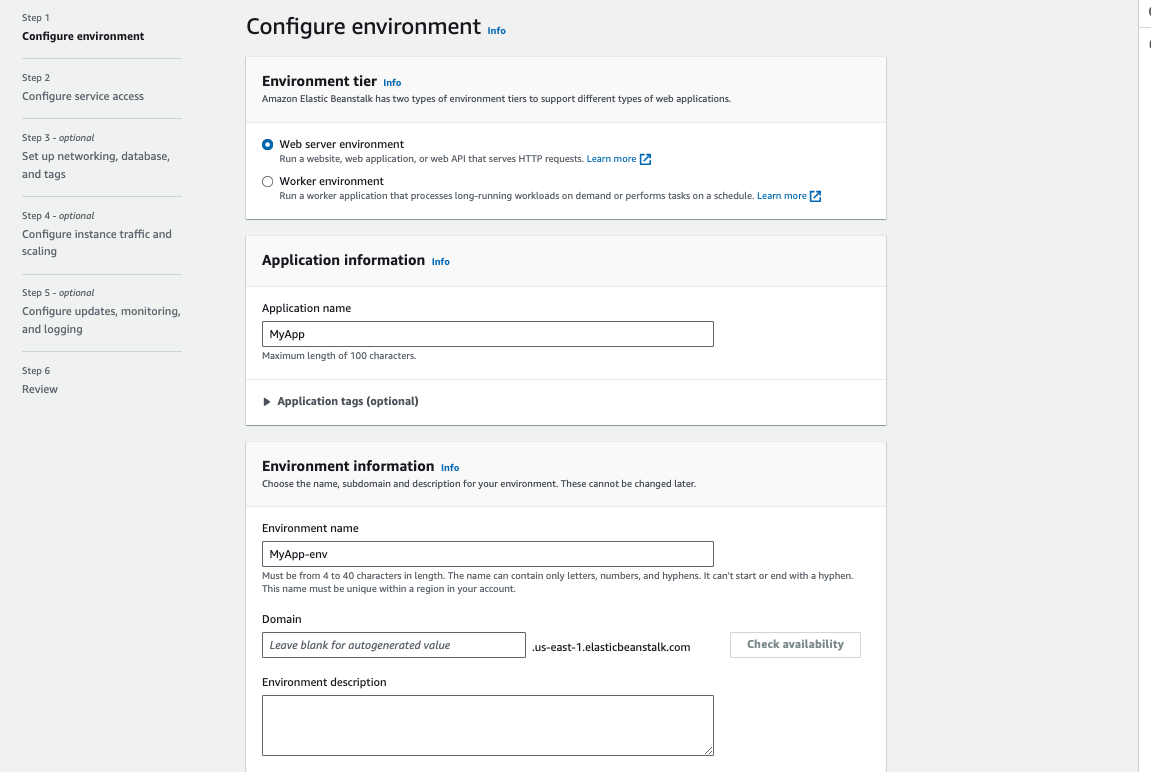 Step 1
Configure environment
Step 2
Configure service access
Step 3 - optional
Set up networking, database,
and tags
Step 4 - optional
Configure instance traffic and
scaling
Step 5 - optional
Configure updates, monitoring,
and logging
Step 6
Review
Configure environment Info
Environment tier Info
Amazon Elastic Beanstalk has two types of environment tiers to support different types of web applications.
Web server environment
Run a website, web application, or web API that serves HTTP requests. Learn more
Worker environment
Run a worker application that processes long-running workloads on demand or performs tasks on a schedule. Learn more
Application information Info
Application name
MyApp
Maximum length of 100 characters.
Application tags (optional)
Environment information Info
Choose the name, subdomain and description for your environment. These cannot be changed later.
Environment name
MyApp-env
Must be from 4 to 40 characters in length. The name can contain only letters, numbers, and hyphens. It can't start or end with a hyphen.
This name must be unique within a region in your account.
Domain
Leave blank for autogenerated value .us-east-1.elasticbeanstalk.com Check availability
Environment description